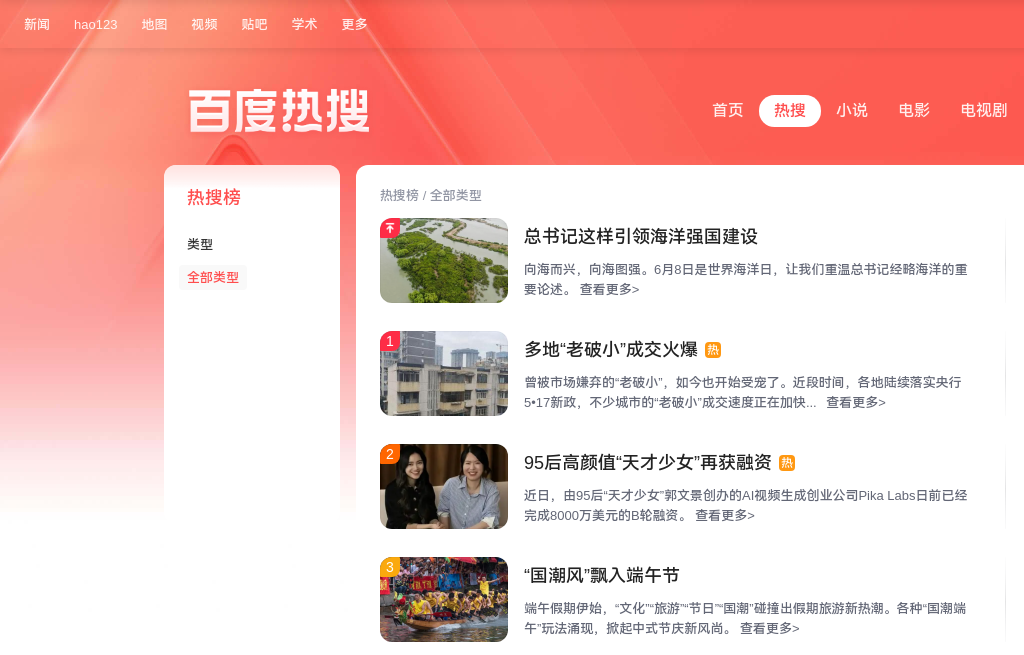 新闻 hao123 地图 视频 贴吧 学术 更多
百度热搜
首页 热搜 小说 电影 电视剧
热搜榜
类型
全部类型
热搜榜 / 全部类型
总书记这样引领海洋强国建设
向海而兴，向海图强。6月8日是世界海洋日，让我们重温总书记经略海洋的重
要论述。 查看更多>
1
多地“老破小”成交火爆 热
曾被市场嫌弃的“老破小”，如今也开始受宠了。近段时间，各地陆续落实央行
5•17新政，不少城市的“老破小”成交速度正在加快... 查看更多>
2
95后高颜值“天才少女”再获融资 热
近日，由95后“天才少女”郭文景创办的AI视频生成创业公司Pika Labs日前已经
完成8000万美元的B轮融资。 查看更多>
3
“国潮风”飘入端午节
端午假期伊始，“文化”“旅游”“节日”“国潮”碰撞出假期旅游新热潮。各种“国潮端
午”玩法涌现，掀起中式节庆新风尚。 查看更多>